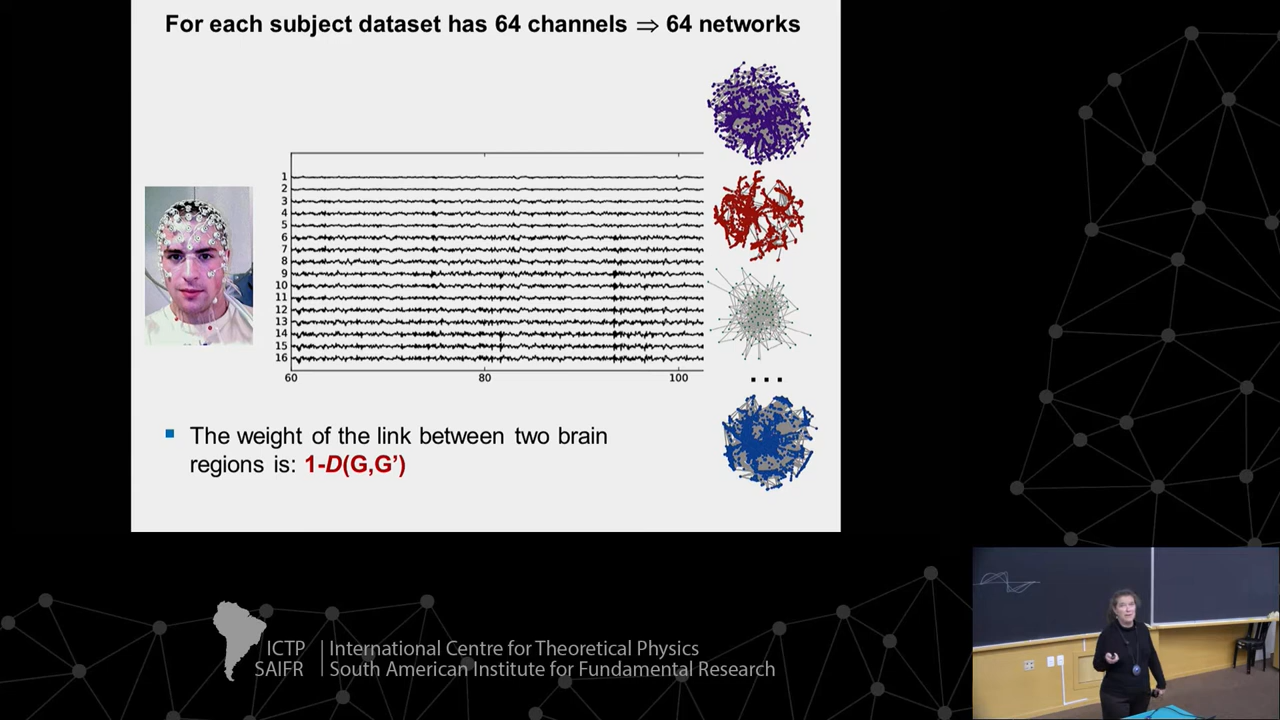 For each subject dataset has 64 channels ⇒ 64 networks
1
2
3
4
5
6
7
8
9
10
11
12
13
14
15
16
60 80 100
...
▪ The weight of the link between two brain
regions is: 1-D(G,G’)
ICTP | International Centre for Theoretical Physics
SAIFR | South American Institute for Fundamental Research